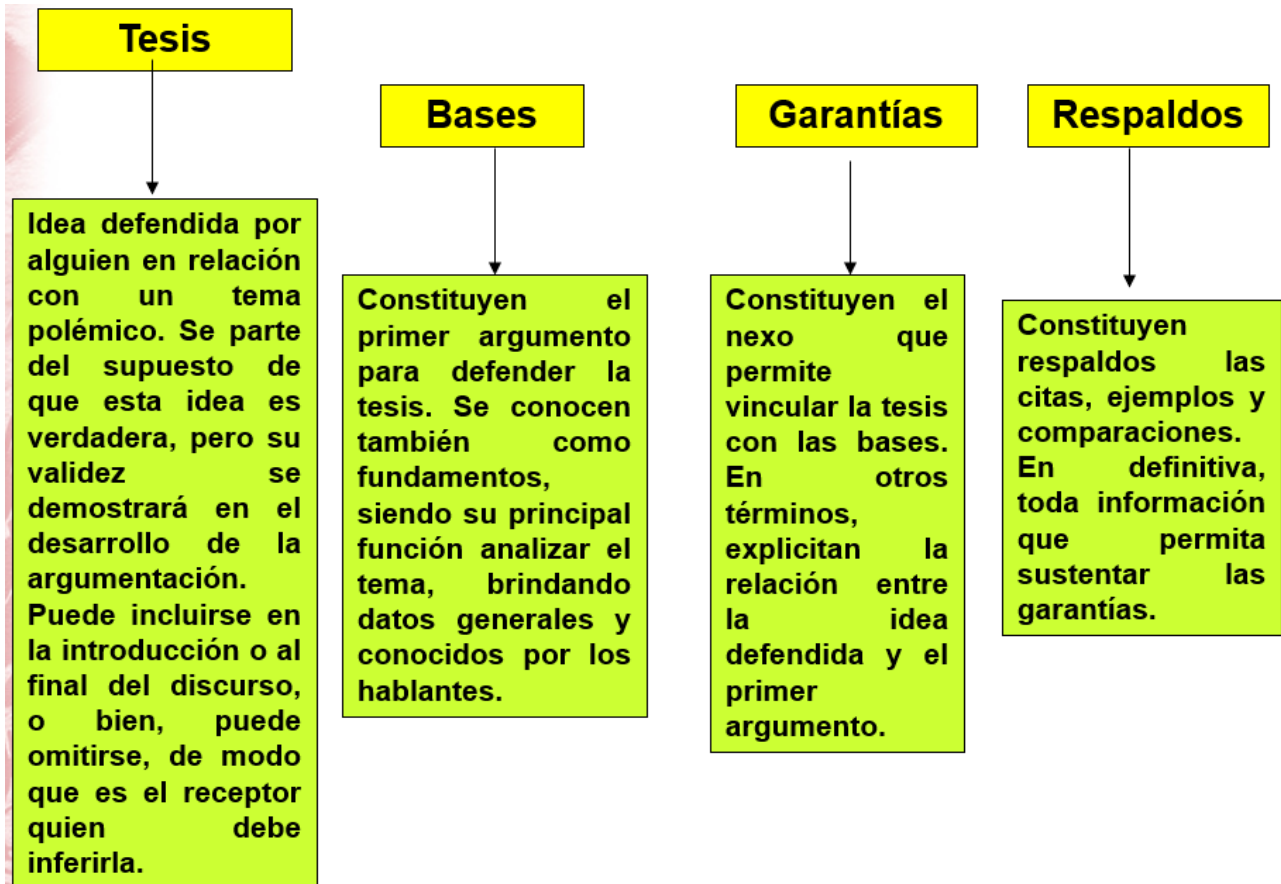 Tesis
Idea defendida por
alguien en relación
con un tema
polémico. Se parte
del supuesto de
que esta idea es
verdadera, pero su
validez se
demostrará en el
desarrollo de la
argumentación.
Puede incluirse en
la introducción o al
final del discurso,
o bien, puede
omitirse, de modo
que es el receptor
quien debe
inferirla.
Bases
Constituyen el
primer argumento
para defender la
tesis. Se conocen
también como
fundamentos,
siendo su principal
función analizar el
tema, brindando
datos generales y
conocidos por los
hablantes.
Garantías
Constituyen el
nexo que
permite
vincular la tesis
con las bases.
En otros
términos,
explicitan la
relación entre
la idea
defendida y el
primer
argumento.
Respaldos
Constituyen
respaldos las
citas, ejemplos y
comparaciones.
En definitiva,
toda información
que permita
sustentar las
garantías.